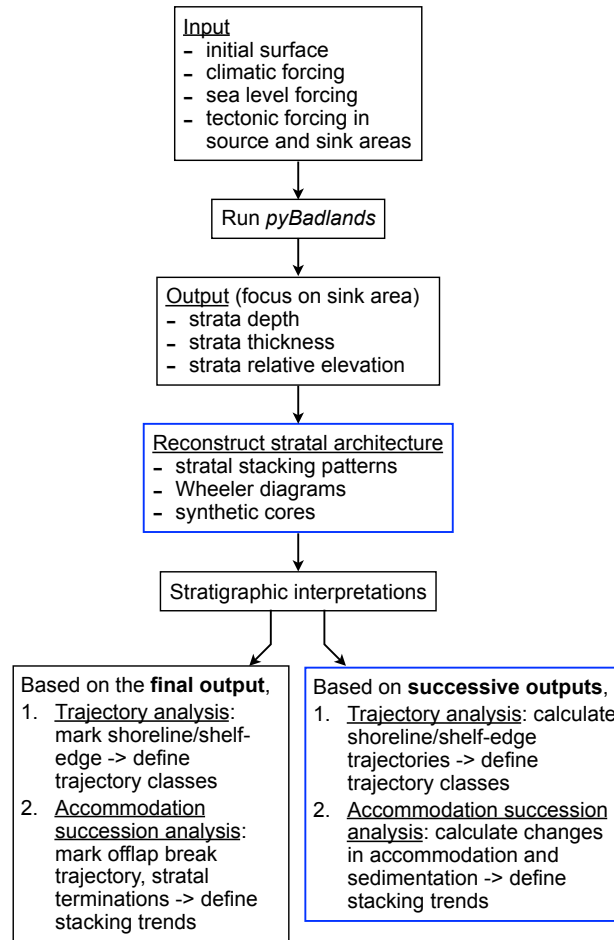 Input
- initial surface
- climatic forcing
- sea level forcing
- tectonic forcing in
source and sink areas
Run pyBadlands
Output (focus on sink area)
- strata depth
- strata thickness
- strata relative elevation
Reconstruct stratal architecture
- stratal stacking patterns
- Wheeler diagrams
- synthetic cores
Stratigraphic interpretations
Based on the final output,
1. Trajectory analysis:
mark shoreline/shelf-
edge -> define
trajectory classes
2. Accommodation
succession analysis:
mark offlap break
trajectory, stratal
terminations -> define
stacking trends
Based on successive outputs,
1. Trajectory analysis: calculate
shoreline/shelf-edge
trajectories -> define
trajectory classes
2. Accommodation succession
analysis: calculate changes
in accommodation and
sedimentation -> define
stacking trends